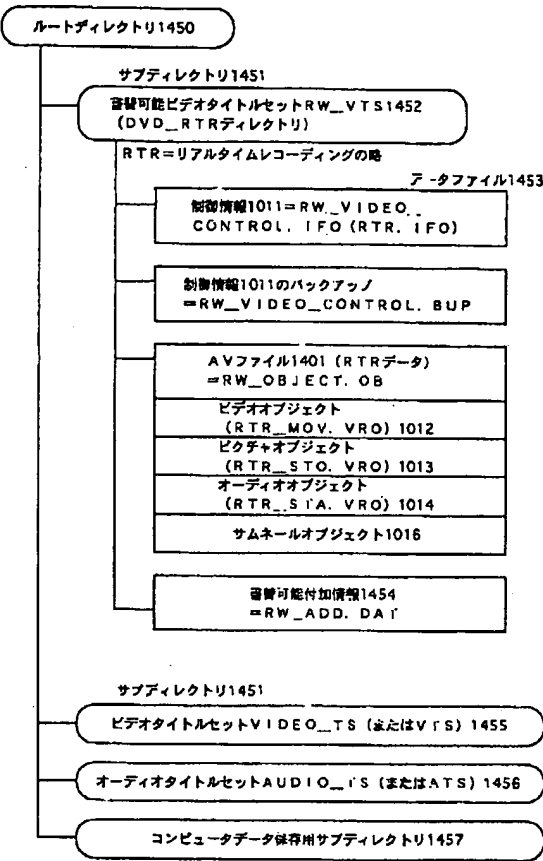 ルートディレクトリ1450
サブディレクトリ1451
書替可能ビデオタイトルセットRW__VTS1452
(DVD__RTRディレクトリ)
RTR=リアルタイムレコーディングの略
データファイル1453
制御情報1011=RW__VIDEO__
CONTROL. IFO (RTR. IFO)
制御情報1011のバックアップ
=RW__VIDEO__CONTROL. BUP
AVファイル1401 (RTRデータ)
=RW__OBJECT. OB
ビデオオブジェクト
(RTR__MOV. VRO) 1012
ピクチャオブジェクト
(RTR__STO. VRO) 1013
オーディオオブジェクト
(RTR__STA. VRO) 1014
サムネールオブジェクト1016
書替可能付加情報1454
=RW__ADD. DAT
サブディレクトリ1451
ビデオタイトルセットVIDEO__TS (またはVTS) 1455
オーディオタイトルセットAUDIO__TS (またはATS) 1456
コンピュータデータ保存用サブディレクトリ1457